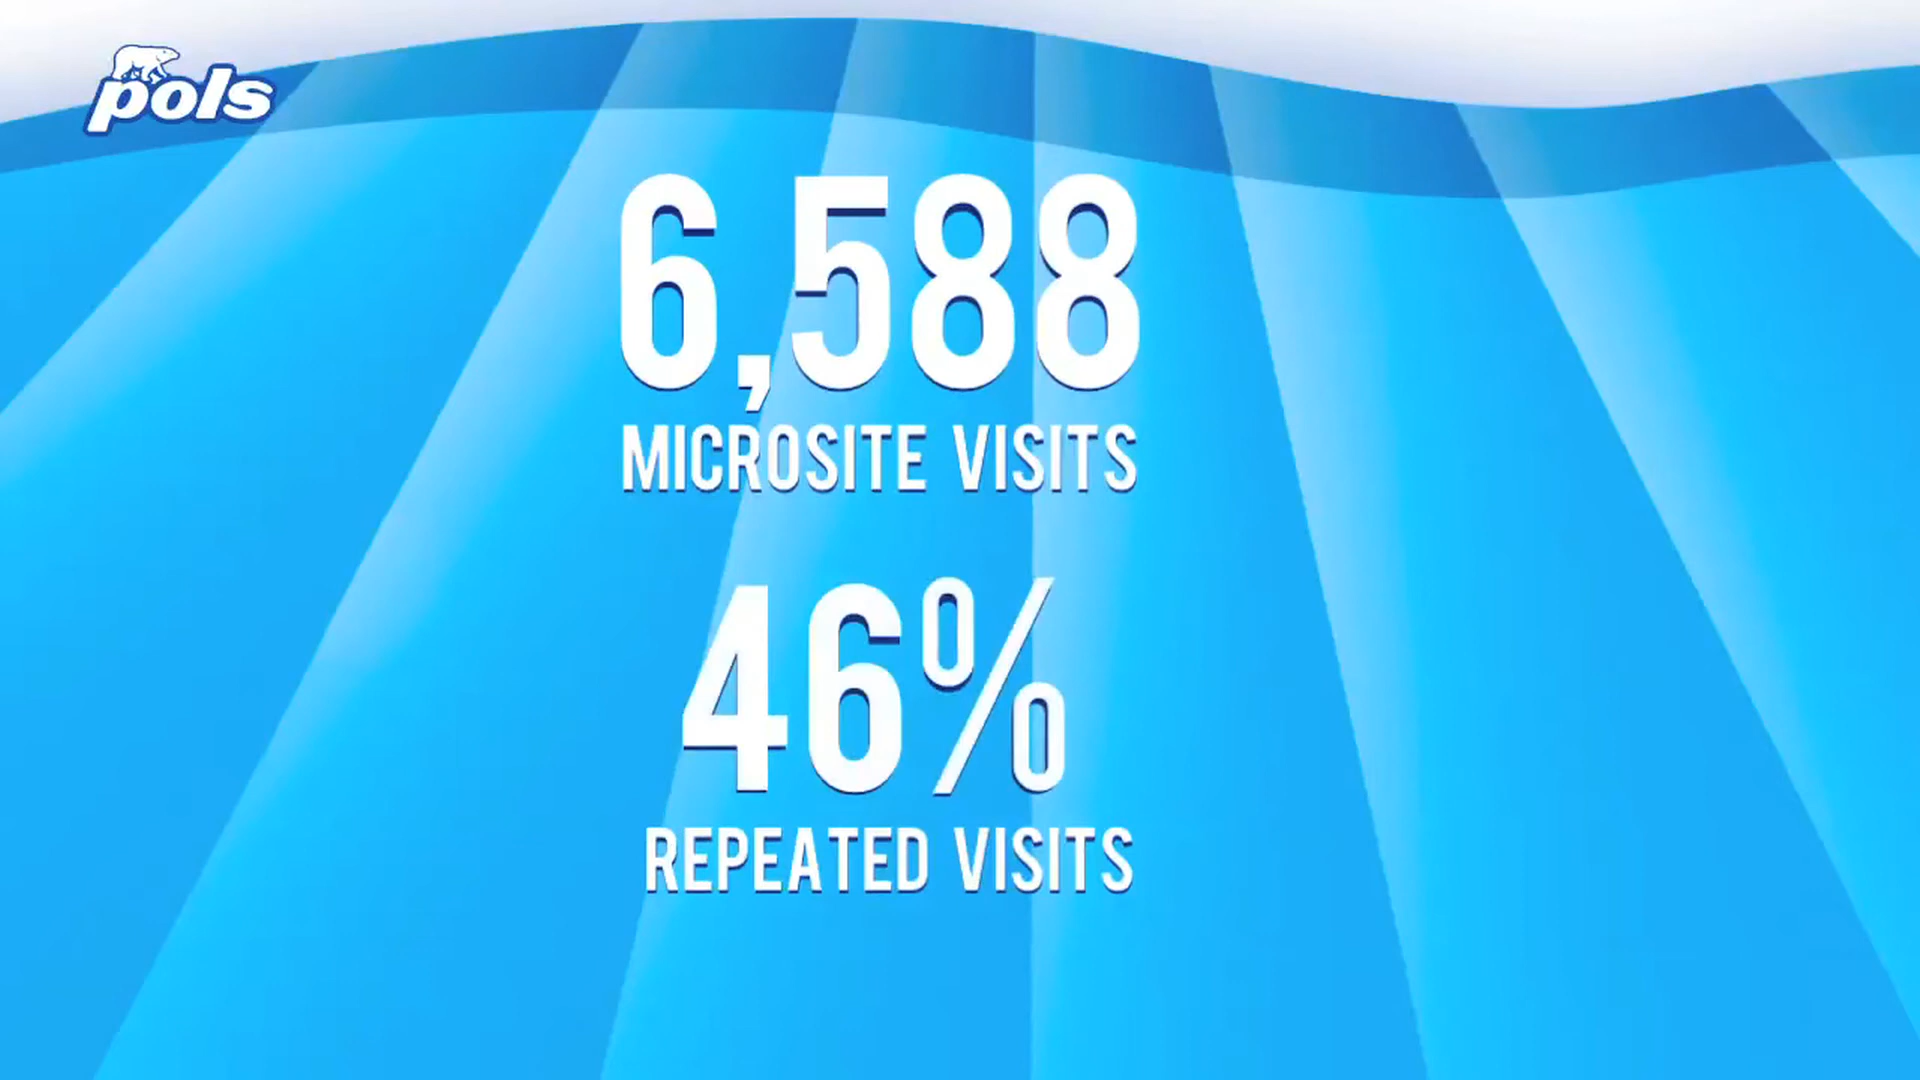 pols
6,588
MICROSITE VISITS
46%
REPEATED VISITS